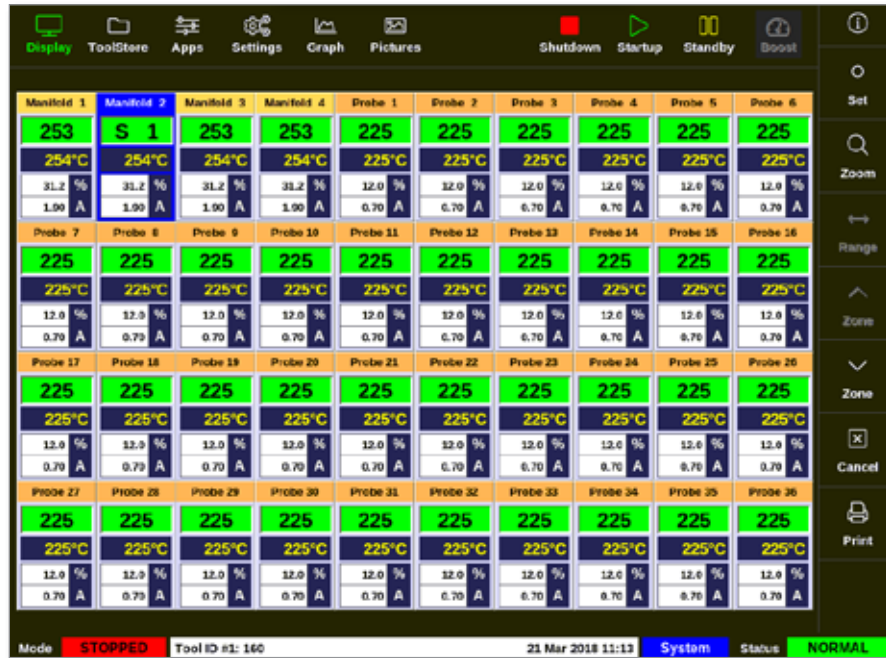 Display ToolStore Apps Settings Graph Pictures Shutdown Startup Standby Boost
Set
Zoom
Range
Zone
Zone
Cancel
Print
Manifold 1 Manifold 2 Manifold 3 Manifold 4 Probe 1 Probe 2 Probe 3 Probe 4 Probe 5 Probe 6
253 S 1 253 253 225 225 225 225 225 225
254°C 254°C 254°C 254°C 225°C 225°C 225°C 225°C 225°C 225°C
31.2 % 31.2 % 31.2 % 31.2 % 12.0 % 12.0 % 12.0 % 12.0 % 12.0 % 12.0 %
1.90 A 1.90 A 1.90 A 1.90 A 0.70 A 0.70 A 0.70 A 0.70 A 0.70 A 0.70 A
Probe 7 Probe 8 Probe 9 Probe 10 Probe 11 Probe 12 Probe 13 Probe 14 Probe 15 Probe 16
225 225 225 225 225 225 225 225 225 225
225°C 225°C 225°C 225°C 225°C 225°C 225°C 225°C 225°C 225°C
12.0 % 12.0 % 12.0 % 12.0 % 12.0 % 12.0 % 12.0 % 12.0 % 12.0 % 12.0 %
0.70 A 0.70 A 0.70 A 0.70 A 0.70 A 0.70 A 0.70 A 0.70 A 0.70 A 0.70 A
Probe 17 Probe 18 Probe 19 Probe 20 Probe 21 Probe 22 Probe 23 Probe 24 Probe 25 Probe 26
225 225 225 225 225 225 225 225 225 225
225°C 225°C 225°C 225°C 225°C 225°C 225°C 225°C 225°C 225°C
12.0 % 12.0 % 12.0 % 12.0 % 12.0 % 12.0 % 12.0 % 12.0 % 12.0 % 12.0 %
0.70 A 0.70 A 0.70 A 0.70 A 0.70 A 0.70 A 0.70 A 0.70 A 0.70 A 0.70 A
Probe 27 Probe 28 Probe 29 Probe 30 Probe 31 Probe 32 Probe 33 Probe 34 Probe 35 Probe 36
225 225 225 225 225 225 225 225 225 225
225°C 225°C 225°C 225°C 225°C 225°C 225°C 225°C 225°C 225°C
12.0 % 12.0 % 12.0 % 12.0 % 12.0 % 12.0 % 12.0 % 12.0 % 12.0 % 12.0 %
0.70 A 0.70 A 0.70 A 0.70 A 0.70 A 0.70 A 0.70 A 0.70 A 0.70 A 0.70 A
Mode STOPPED Tool ID #1: 160 21 Mar 2018 11:13 System Status NORMAL